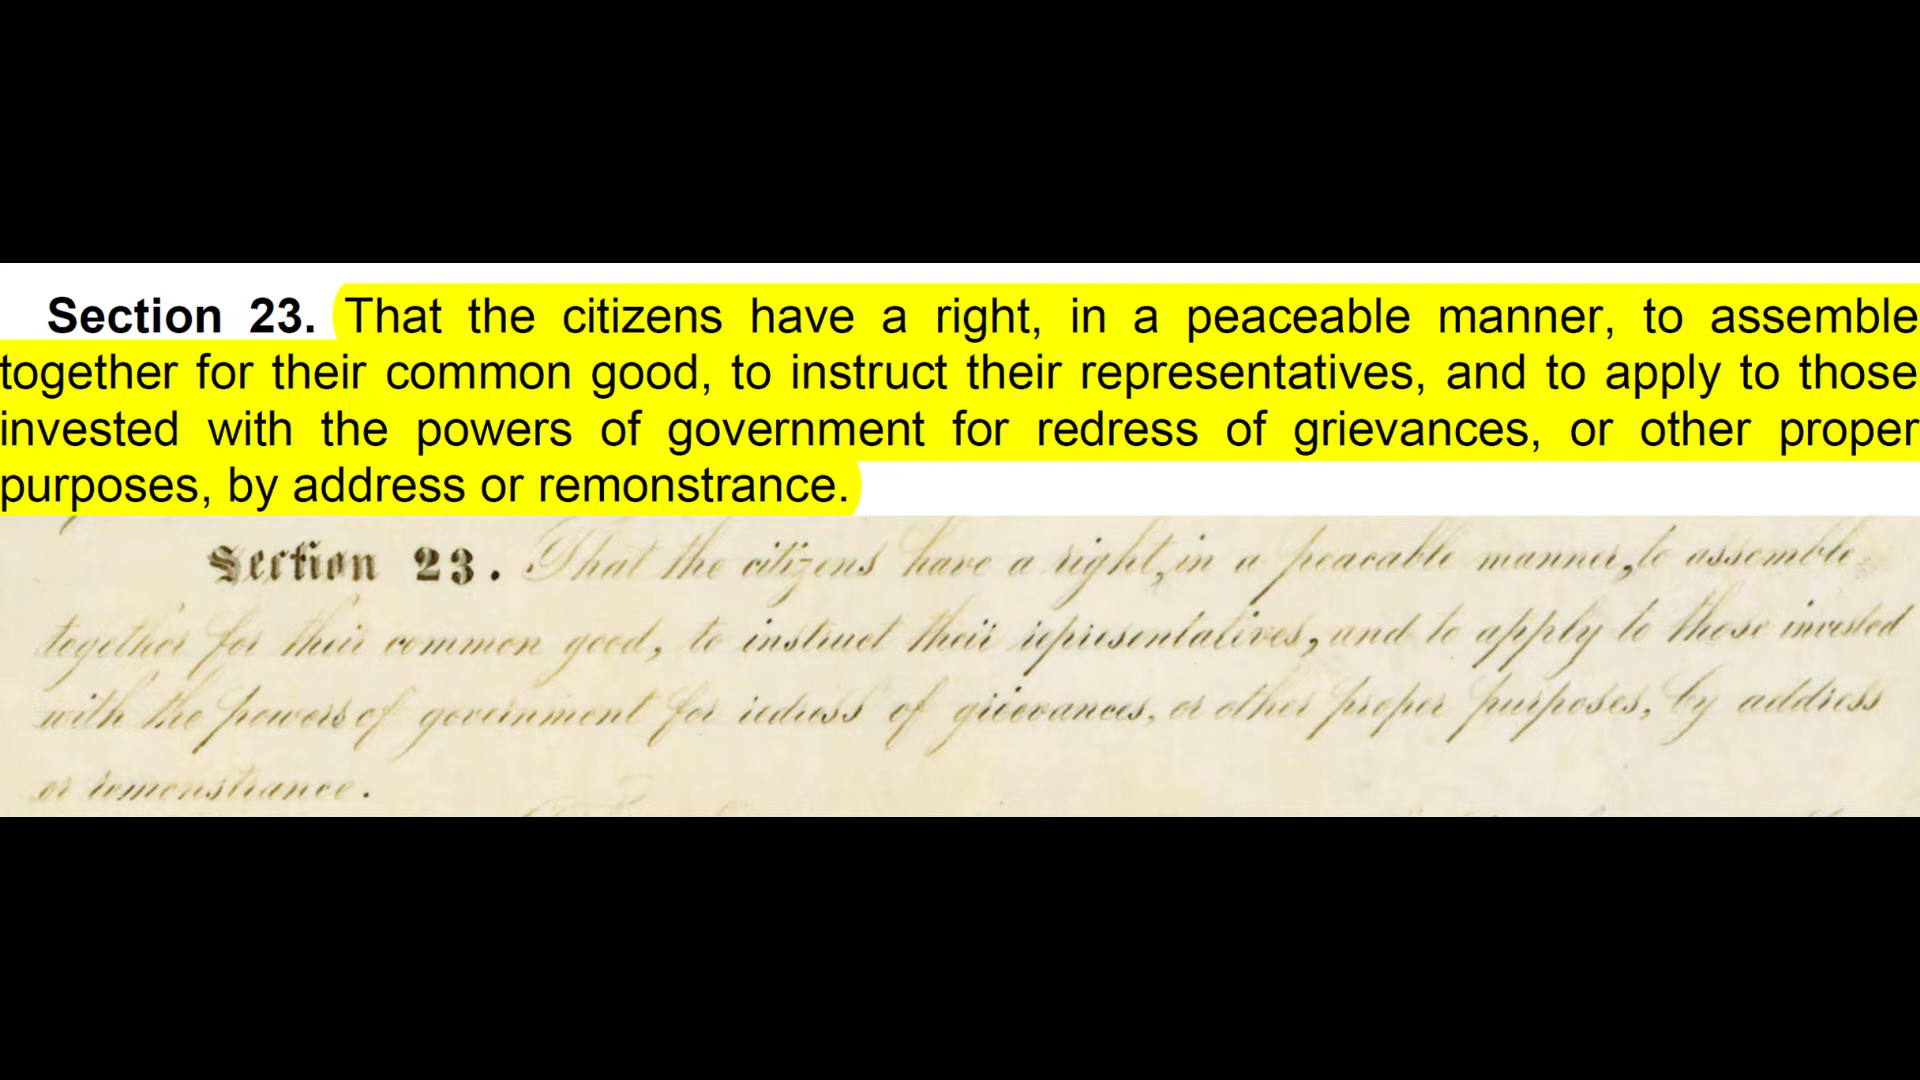 Section 23. That the citizens have a right, in a peaceable manner, to assemble
together for their common good, to instruct their representatives, and to apply to those
invested with the powers of government for redress of grievances, or other proper
purposes, by address or remonstrance.
Section 23. That the citizens have a right, in a peacable manner, to assemble
together for their common good, to instruct their representatives, and to apply to those invested
with the powers of government for redress of grievances, or other proper purposes, by address
or remonstrance.